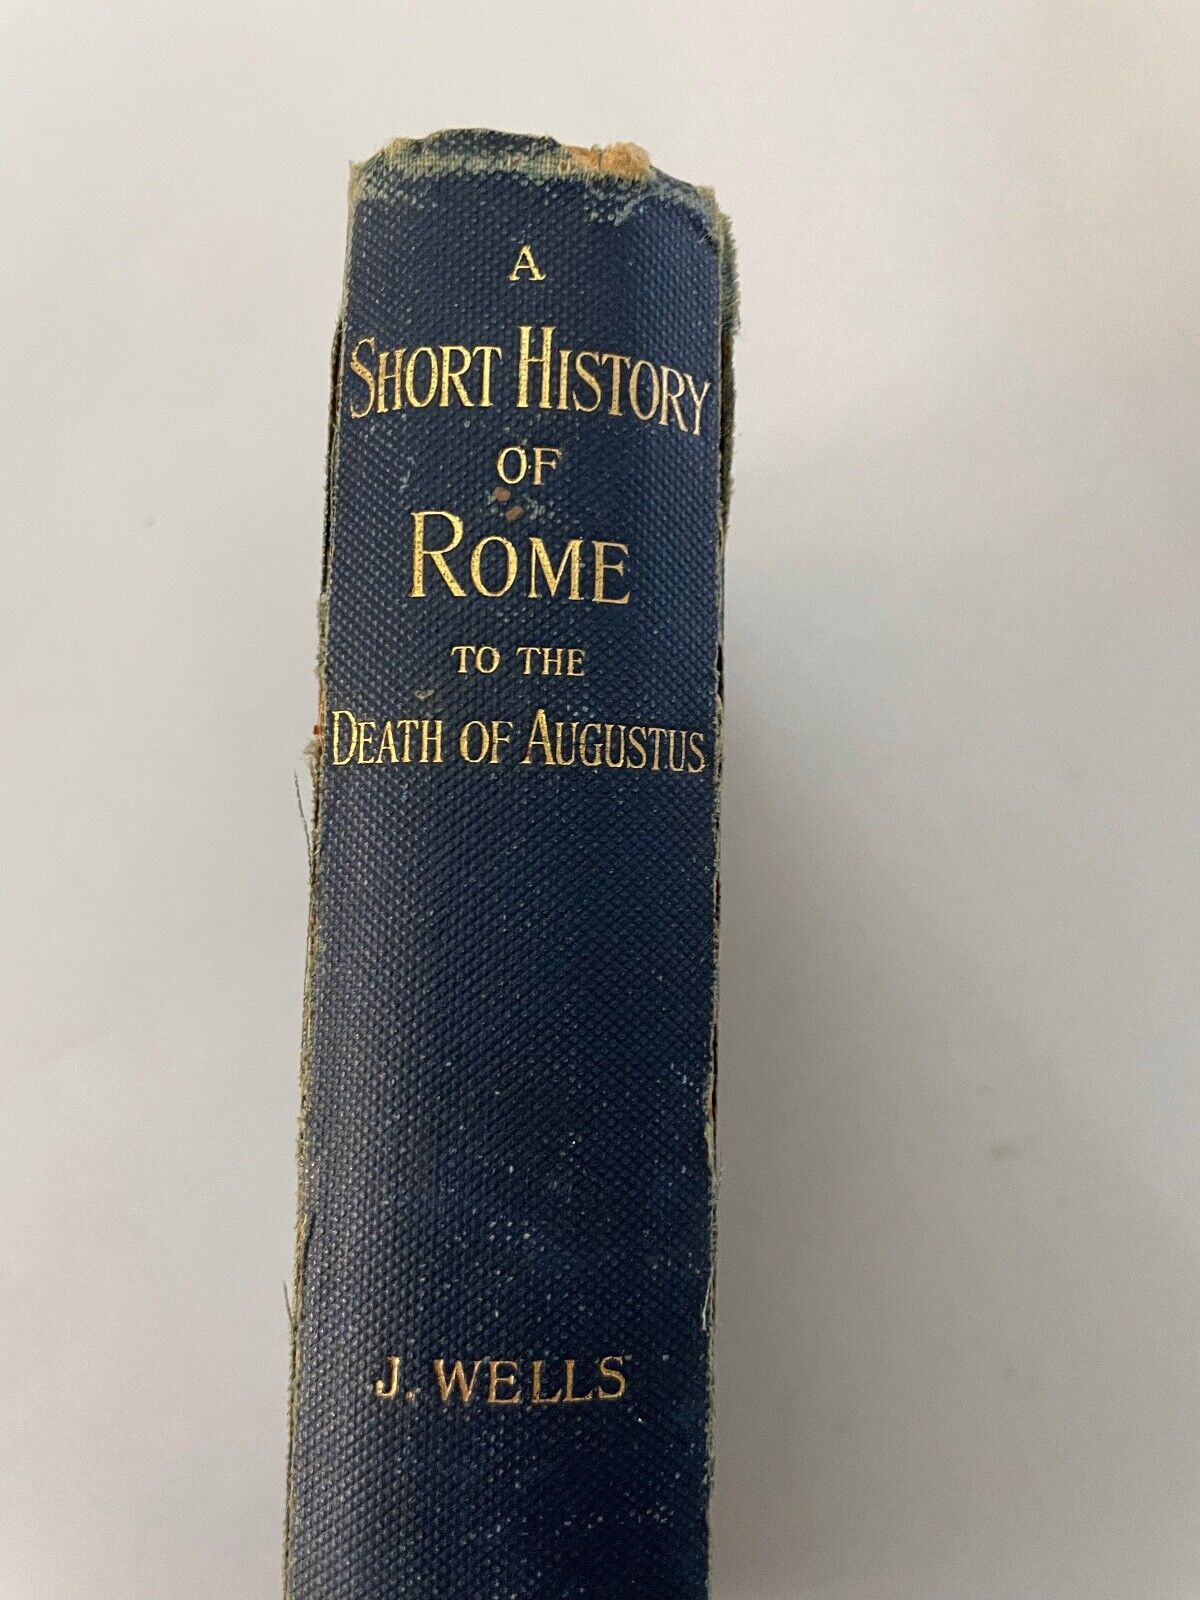 A
SHORT HISTORY
OF
ROME
TO THE
DEATH OF AUGUSTUS
J. WELLS